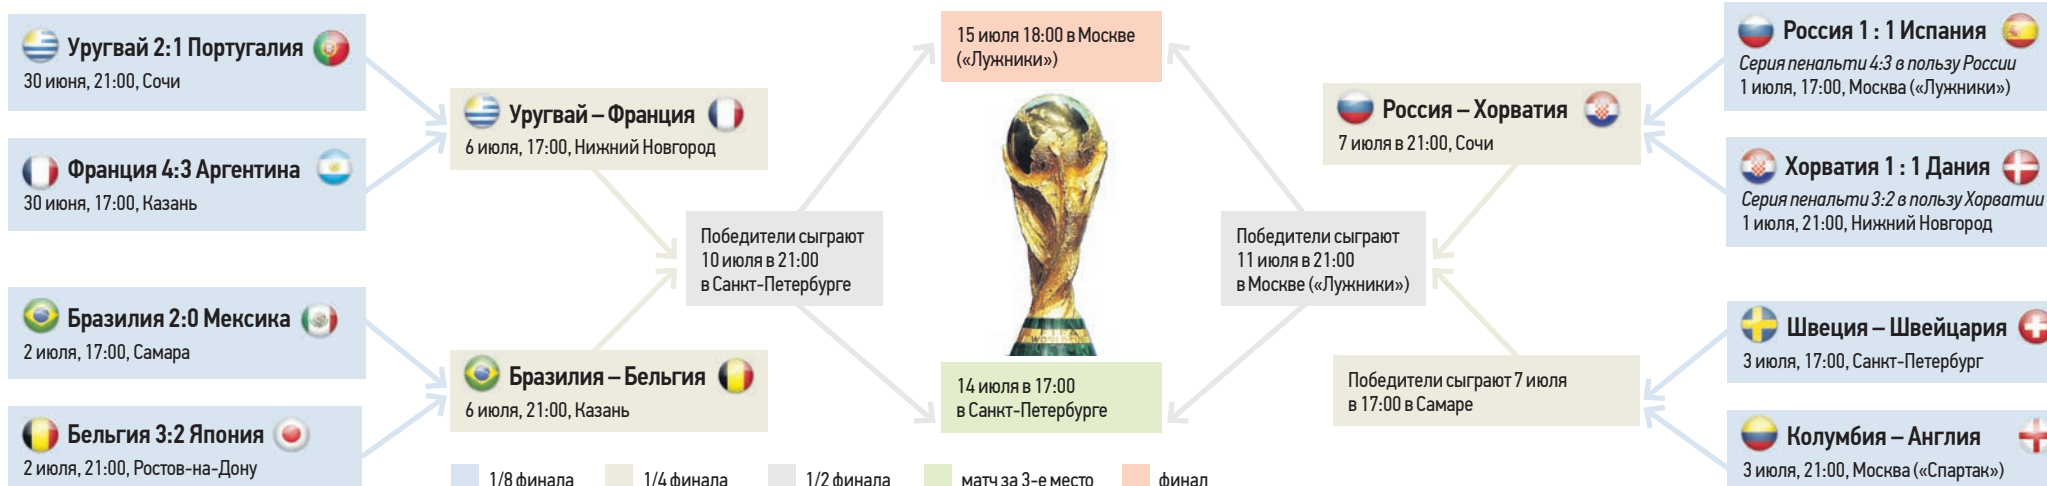 Уругвай 2:1 Португалия
30 июня, 21:00, Сочи
Франция 4:3 Аргентина
30 июня, 17:00, Казань
Бразилия 2:0 Мексика
2 июля, 17:00, Самара
Бельгия 3:2 Япония
2 июля, 21:00, Ростов-на-Дону
Уругвай – Франция
6 июля, 17:00, Нижний Новгород
Бразилия – Бельгия
6 июля, 21:00, Казань
Победители сыграют
10 июля в 21:00
в Санкт-Петербурге
15 июля 18:00 в Москве
(«Лужники»)
14 июля в 17:00
в Санкт-Петербурге
Победители сыграют
11 июля в 21:00
в Москве («Лужники»)
Россия – Хорватия
7 июля в 21:00, Сочи
Победители сыграют 7 июля
в 17:00 в Самаре
Россия 1 : 1 Испания
Серия пенальти 4:3 в пользу России
1 июля, 17:00, Москва («Лужники»)
Хорватия 1 : 1 Дания
Серия пенальти 3:2 в пользу Хорватии
1 июля, 21:00, Нижний Новгород
Швеция – Швейцария
3 июля, 17:00, Санкт-Петербург
Колумбия – Англия
3 июля, 21:00, Москва («Спартак»)
1/8 финала
1/4 финала
1/2 финала
матч за 3-е место
финал